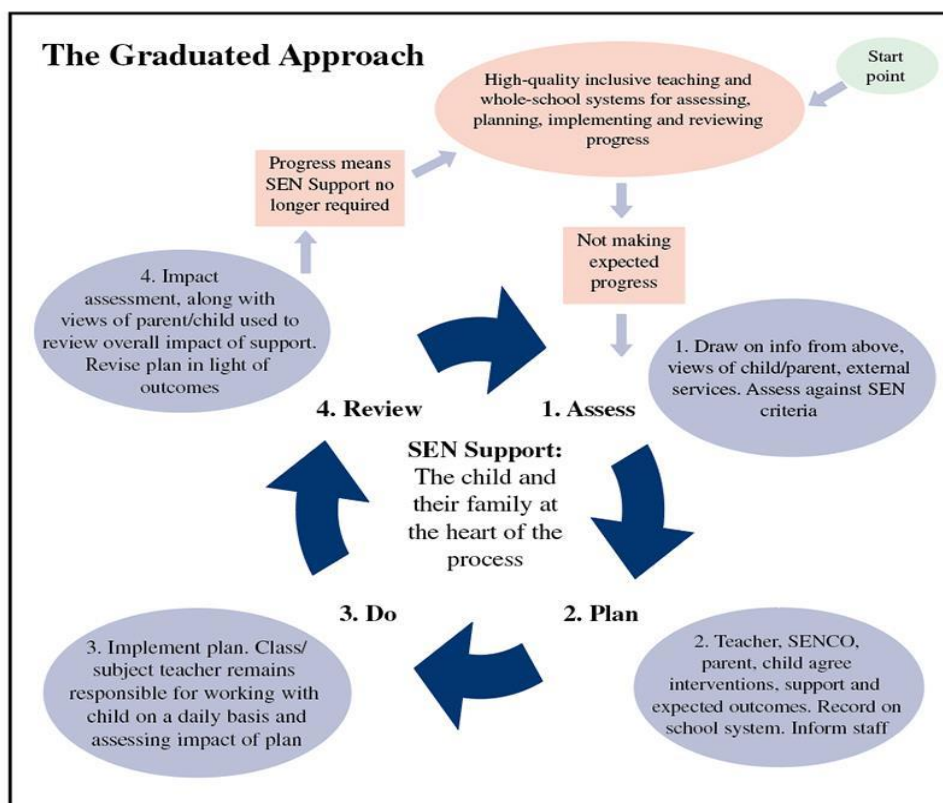 The Graduated Approach
Start
point
High-quality inclusive teaching and
whole-school systems for assessing,
planning, implementing and reviewing
progress
Progress means
SEN Support no
longer required
Not making
expected
progress
4. Impact
assessment, along with
views of parent/child used to
review overall impact of support.
Revise plan in light of
outcomes
1. Draw on info from above,
views of child/parent, external
services. Assess against SEN
criteria
4. Review
1. Assess
SEN Support:
The child and
their family at
the heart of the
process
3. Do
2. Plan
3. Implement plan. Class/
subject teacher remains
responsible for working with
child on a daily basis and
assessing impact of plan
2. Teacher, SENCO,
parent, child agree
interventions, support and
expected outcomes. Record on
school system. Inform staff